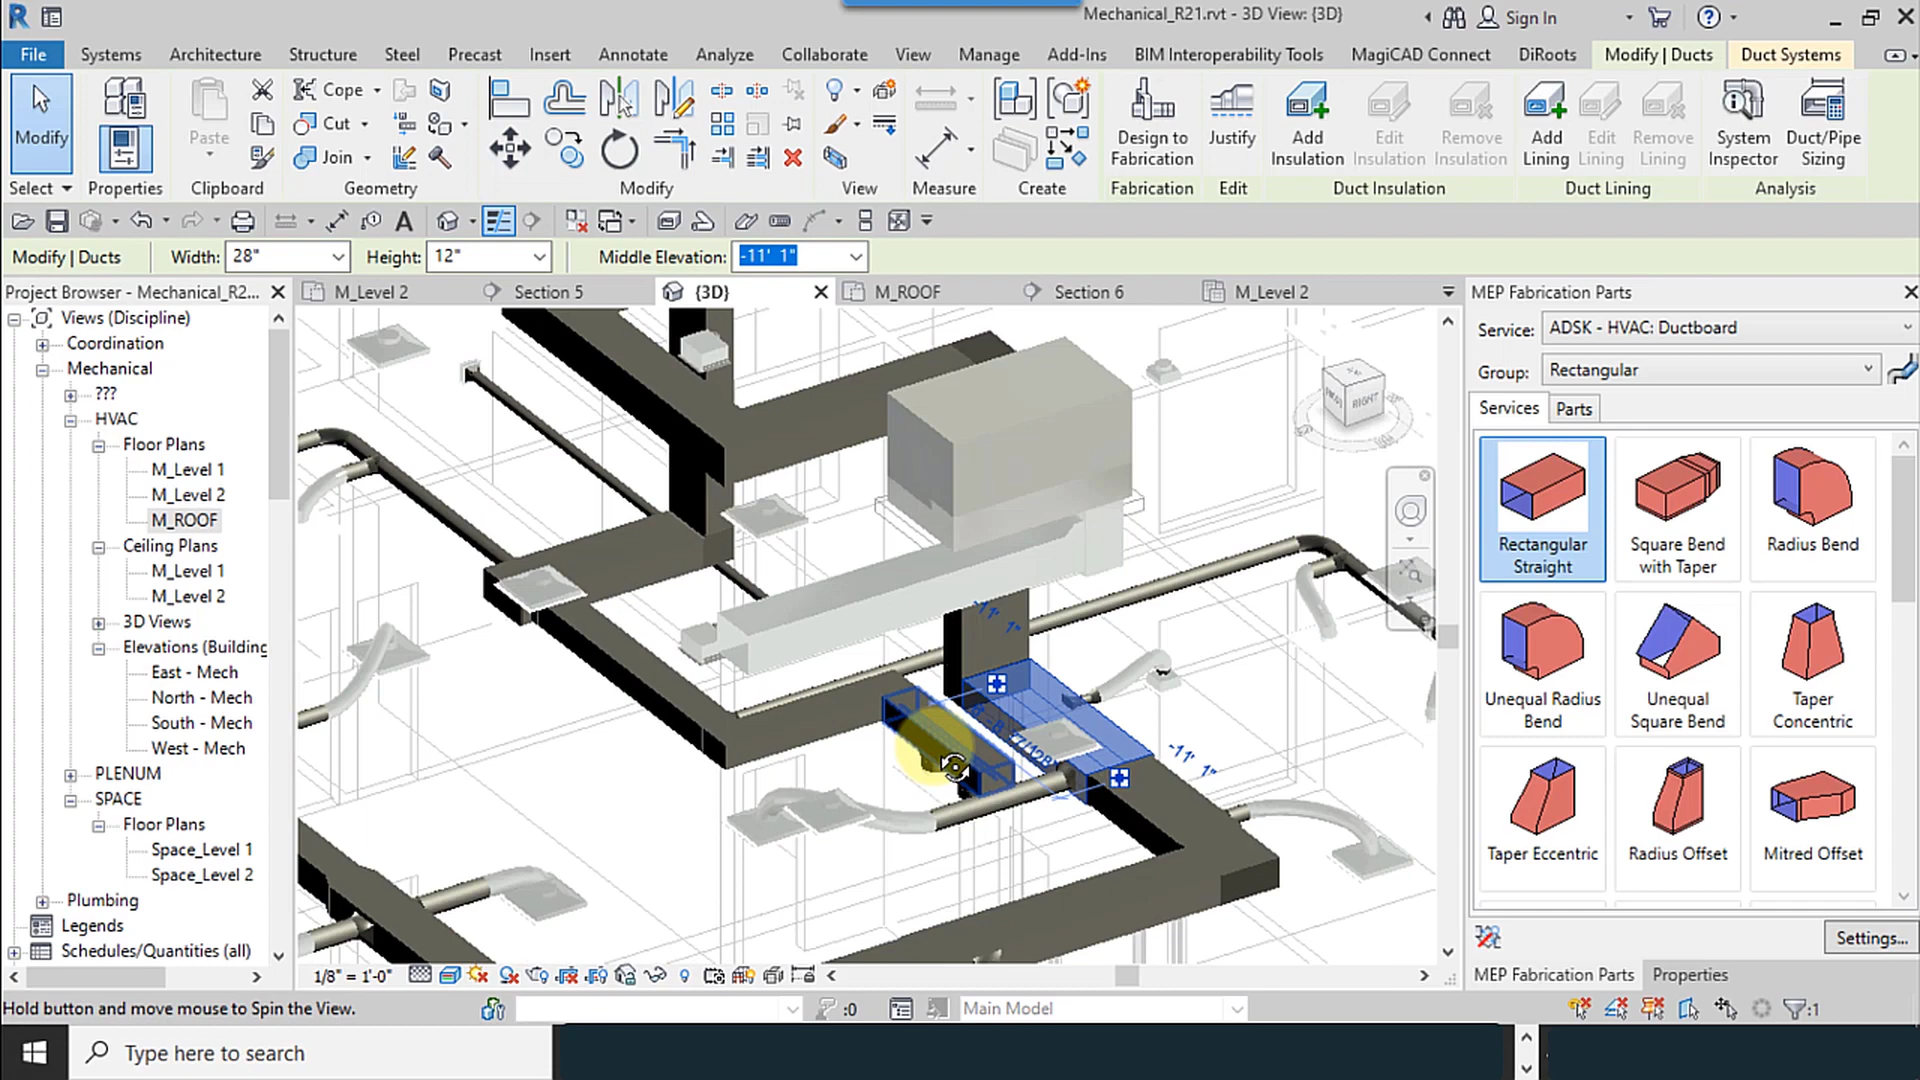 Mechanical_R21.rvt - 3D View: {3D}
Sign In
File
Systems
Architecture
Structure
Steel
Precast
Insert
Annotate
Analyze
Collaborate
View
Manage
Add-Ins
BIM Interoperability Tools
MagiCAD Connect
DiRoots
Modify | Ducts
Duct Systems
Modify
Paste
Cope
Cut
Join
Design to Fabrication
Justify
Add Insulation
Edit Insulation
Remove Insulation
Add Lining
Edit Lining
Remove Lining
System Inspector
Duct/Pipe Sizing
Select
Properties
Clipboard
Geometry
Modify
View
Measure
Create
Fabrication
Edit
Duct Insulation
Duct Lining
Analysis
Modify | Ducts
Width: 28"
Height: 12"
Middle Elevation: -11' 1"
Project Browser - Mechanical_R2...
M_Level 2
Section 5
{3D}
M_ROOF
Section 6
M_Level 2
Views (Discipline)
Coordination
Mechanical
???
HVAC
Floor Plans
M_Level 1
M_Level 2
M_ROOF
Ceiling Plans
M_Level 1
M_Level 2
3D Views
Elevations (Building
East - Mech
North - Mech
South - Mech
West - Mech
PLENUM
SPACE
Floor Plans
Space_Level 1
Space_Level 2
Plumbing
Legends
Schedules/Quantities (all)
RIGHT
-11' 1"
-11' 1"
MEP Fabrication Parts
Service: ADSK - HVAC: Ductboard
Group: Rectangular
Services
Parts
Rectangular Straight
Square Bend with Taper
Radius Bend
Unequal Radius Bend
Unequal Square Bend
Taper Concentric
Taper Eccentric
Radius Offset
Mitred Offset
Settings...
MEP Fabrication Parts
Properties
1/8" = 1'-0"
Hold button and move mouse to Spin the View.
:0
Main Model
:1
Type here to search